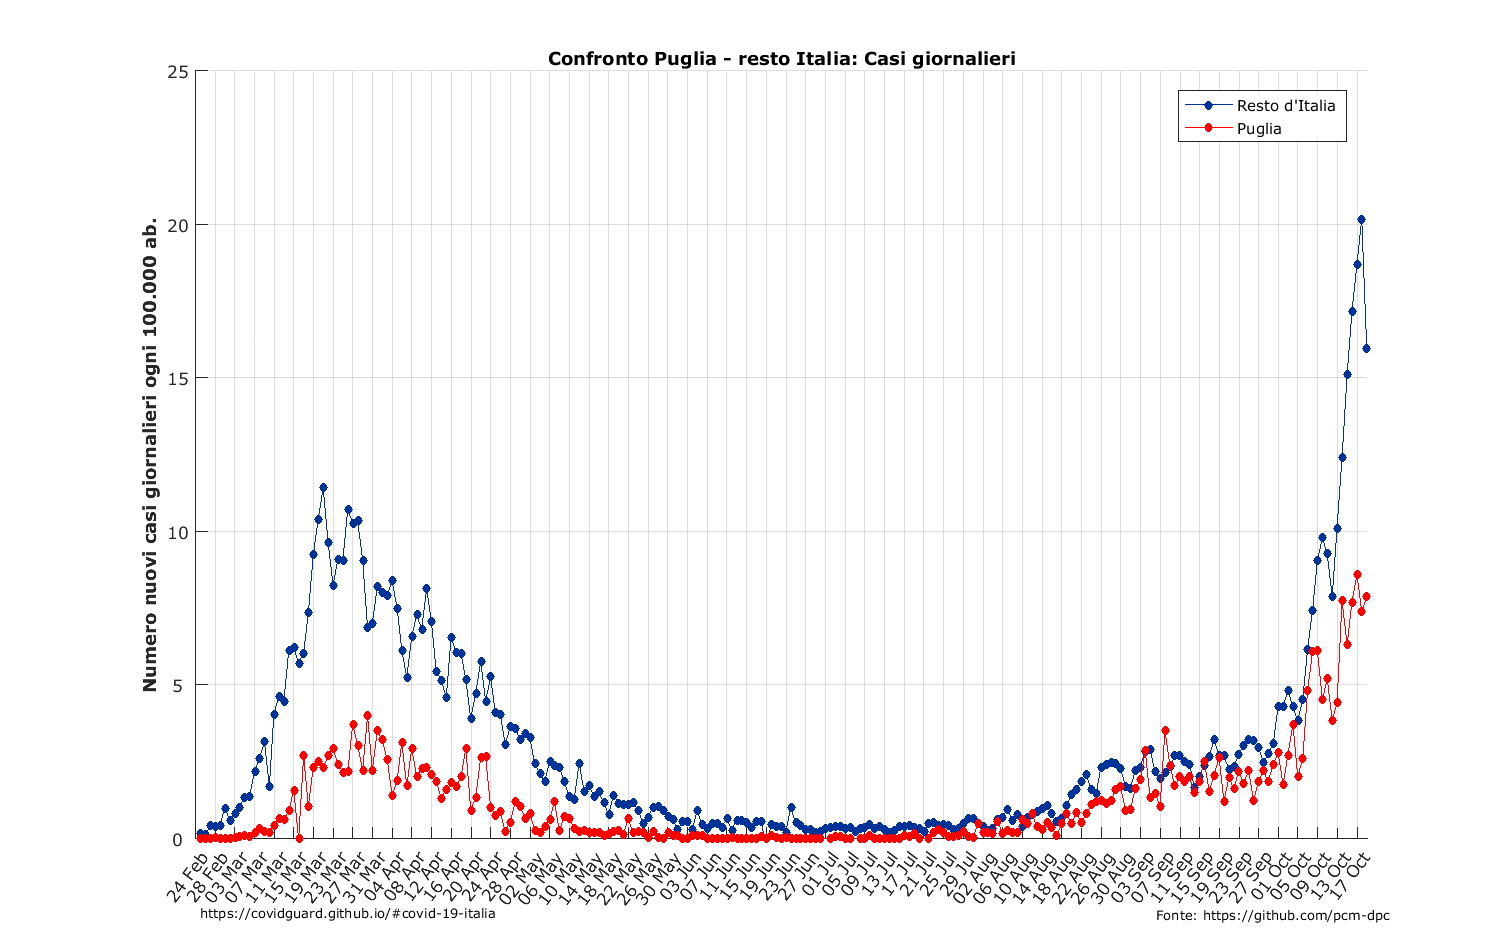 Confronto Puglia - resto Italia: Casi giornalieri
Resto d'Italia
Puglia
Numero nuovi casi giornalieri ogni 100.000 ab.
25
20
15
10
5
0
24 Feb
28 Feb
03 Mar
07 Mar
11 Mar
15 Mar
19 Mar
23 Mar
27 Mar
31 Mar
04 Apr
08 Apr
12 Apr
16 Apr
20 Apr
24 Apr
28 Apr
02 May
06 May
10 May
14 May
18 May
22 May
26 May
30 May
03 Jun
07 Jun
11 Jun
15 Jun
19 Jun
23 Jun
27 Jun
01 Jul
05 Jul
09 Jul
13 Jul
17 Jul
21 Jul
25 Jul
29 Jul
02 Aug
06 Aug
10 Aug
14 Aug
18 Aug
22 Aug
26 Aug
30 Aug
03 Sep
07 Sep
11 Sep
15 Sep
19 Sep
23 Sep
27 Sep
01 Oct
05 Oct
09 Oct
13 Oct
17 Oct
https://covidguard.github.io/#covid-19-italia
Fonte: https://github.com/pcm-dpc